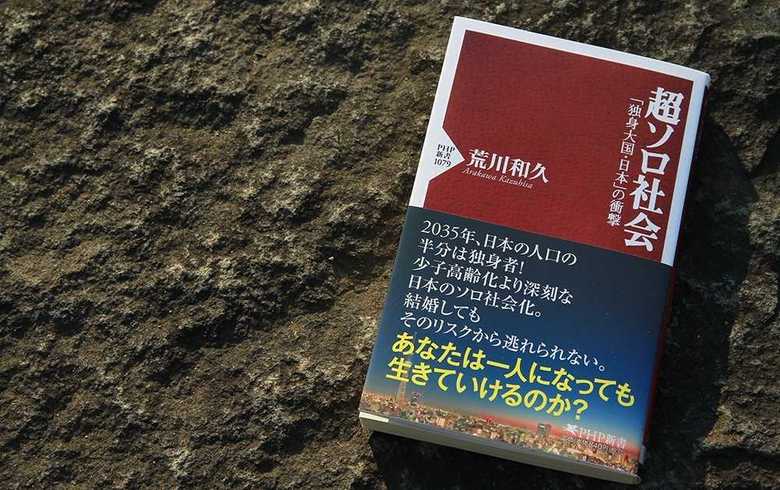 超ソロ社会
「独身大国・日本」の衝撃
PHP
新書
1079
荒川和久
Arakawa Kazuhisa
2035年、日本の人口の
半分は独身者!
少子高齢化より深刻な
日本のソロ社会化。
結婚しても
そのリスクから逃れられない。
あなたは一人になっても
生きていけるのか?
PHP新書